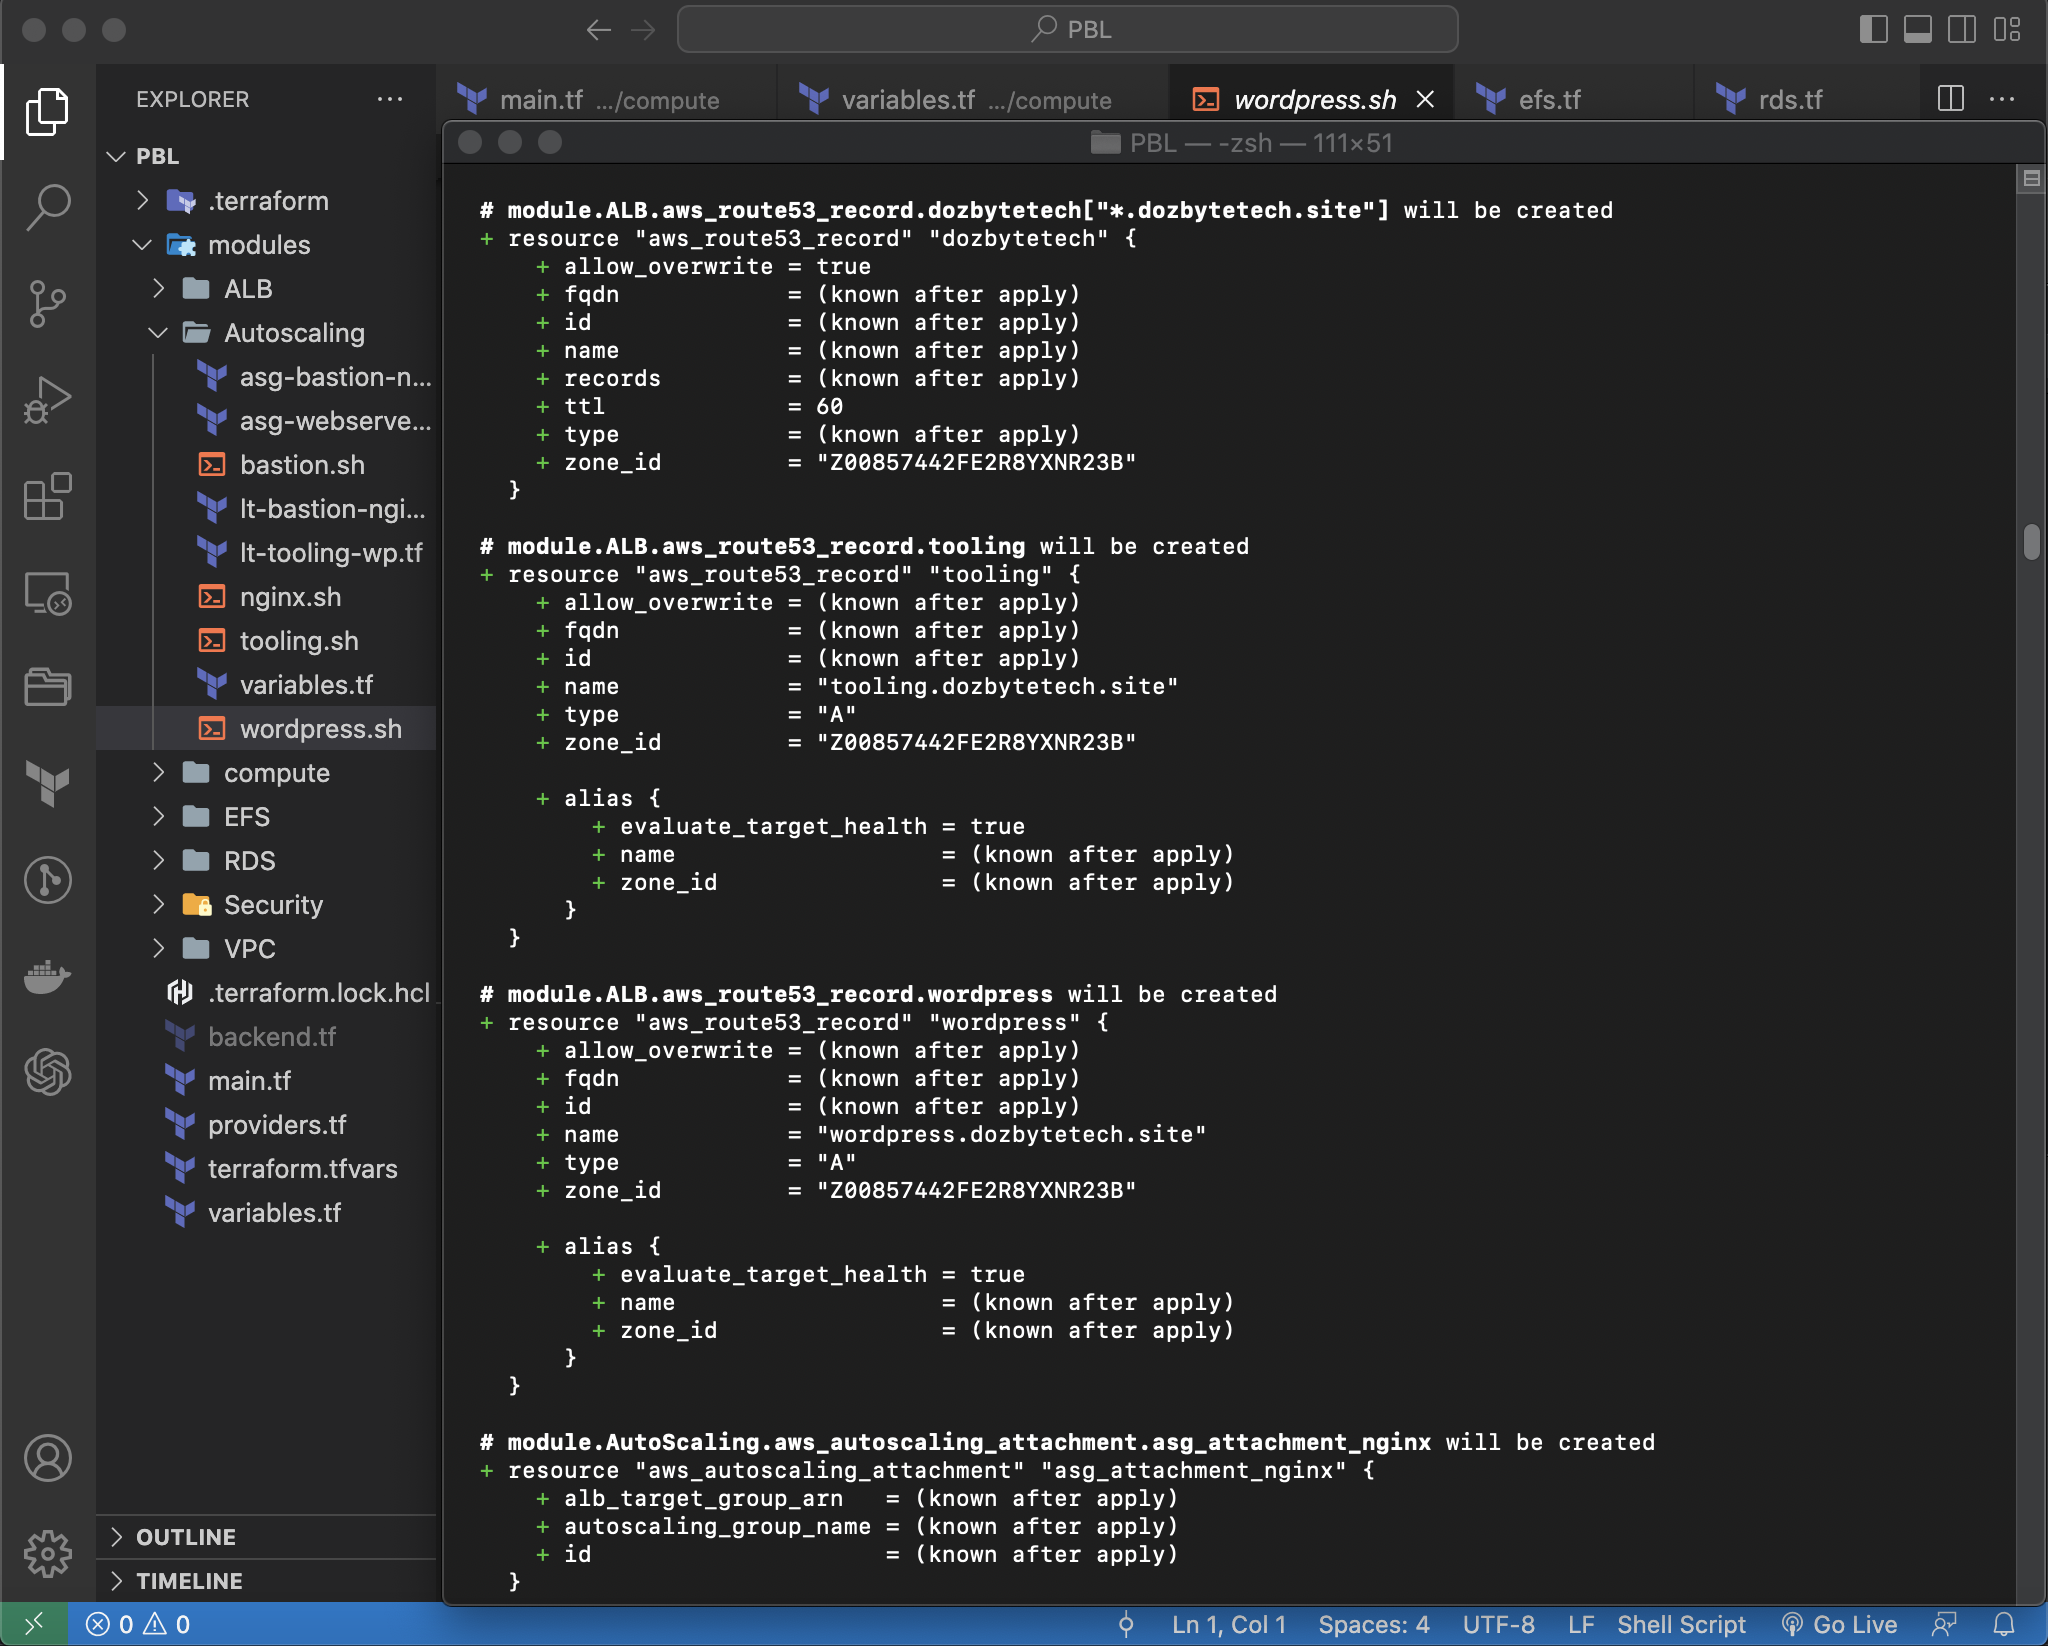 PBL
EXPLORER
main.tf .../compute
variables.tf .../compute
wordpress.sh
efs.tf
rds.tf
PBL
.terraform
modules
ALB
Autoscaling
asg-bastion-n...
asg-webserve...
bastion.sh
lt-bastion-ngi...
lt-tooling-wp.tf
nginx.sh
tooling.sh
variables.tf
wordpress.sh
compute
EFS
RDS
Security
VPC
.terraform.lock.hcl
backend.tf
main.tf
providers.tf
terraform.tfvars
variables.tf
OUTLINE
TIMELINE
PBL — -zsh — 111×51
# module.ALB.aws_route53_record.dozbytetech["*.dozbytetech.site"] will be created
+ resource "aws_route53_record" "dozbytetech" {
+ allow_overwrite = true
+ fqdn = (known after apply)
+ id = (known after apply)
+ name = (known after apply)
+ records = (known after apply)
+ ttl = 60
+ type = (known after apply)
+ zone_id = "Z00857442FE2R8YXNR23B"
}
# module.ALB.aws_route53_record.tooling will be created
+ resource "aws_route53_record" "tooling" {
+ allow_overwrite = (known after apply)
+ fqdn = (known after apply)
+ id = (known after apply)
+ name = "tooling.dozbytetech.site"
+ type = "A"
+ zone_id = "Z00857442FE2R8YXNR23B"
+ alias {
+ evaluate_target_health = true
+ name = (known after apply)
+ zone_id = (known after apply)
}
}
# module.ALB.aws_route53_record.wordpress will be created
+ resource "aws_route53_record" "wordpress" {
+ allow_overwrite = (known after apply)
+ fqdn = (known after apply)
+ id = (known after apply)
+ name = "wordpress.dozbytetech.site"
+ type = "A"
+ zone_id = "Z00857442FE2R8YXNR23B"
+ alias {
+ evaluate_target_health = true
+ name = (known after apply)
+ zone_id = (known after apply)
}
}
# module.AutoScaling.aws_autoscaling_attachment.asg_attachment_nginx will be created
+ resource "aws_autoscaling_attachment" "asg_attachment_nginx" {
+ alb_target_group_arn = (known after apply)
+ autoscaling_group_name = (known after apply)
+ id = (known after apply)
}
0 0
Ln 1, Col 1 Spaces: 4 UTF-8 LF Shell Script Go Live